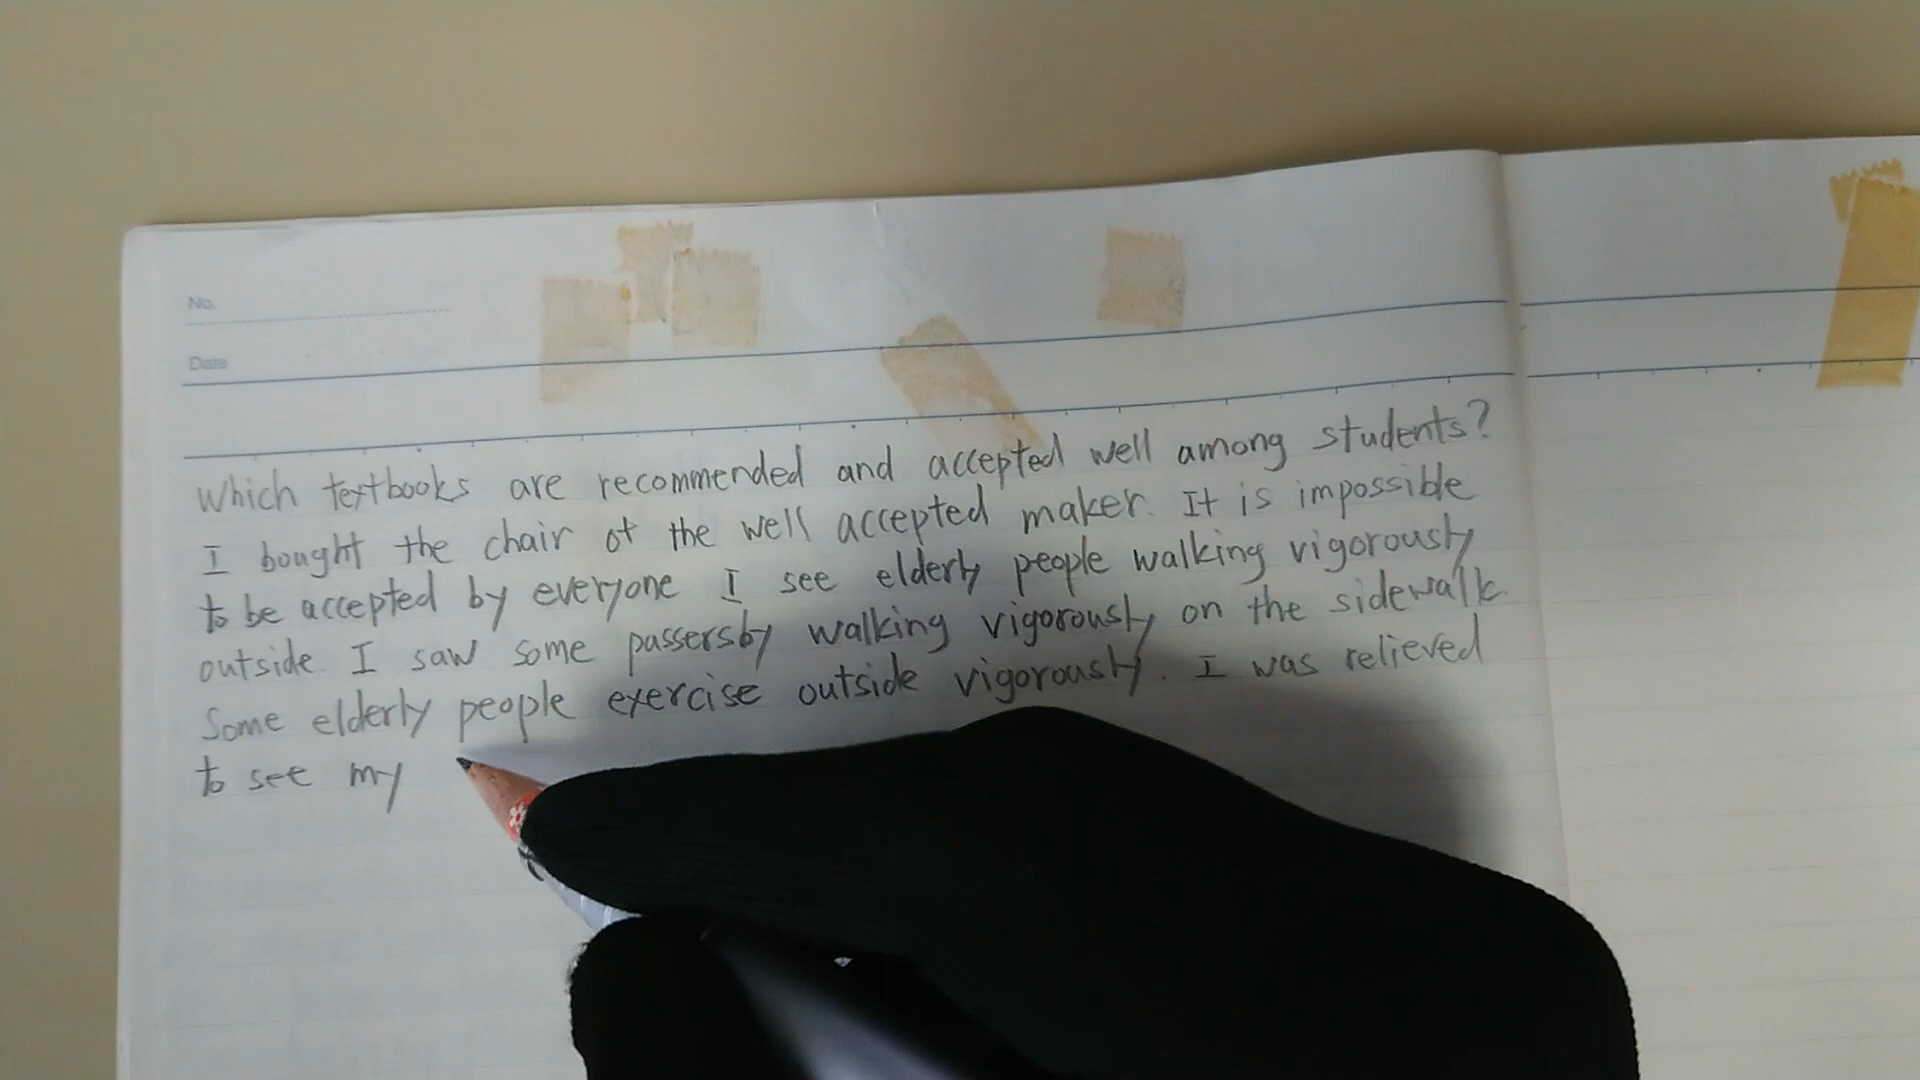 No.
Date
Which textbooks are recommended and accepted well among students?
I bought the chair of the well accepted maker. It is impossible
to be accepted by everyone I see elderly people walking vigorously
outside. I saw some passersby walking vigorously on the sidewalk.
Some elderly people exercise outside vigorously. I was relieved
to see my